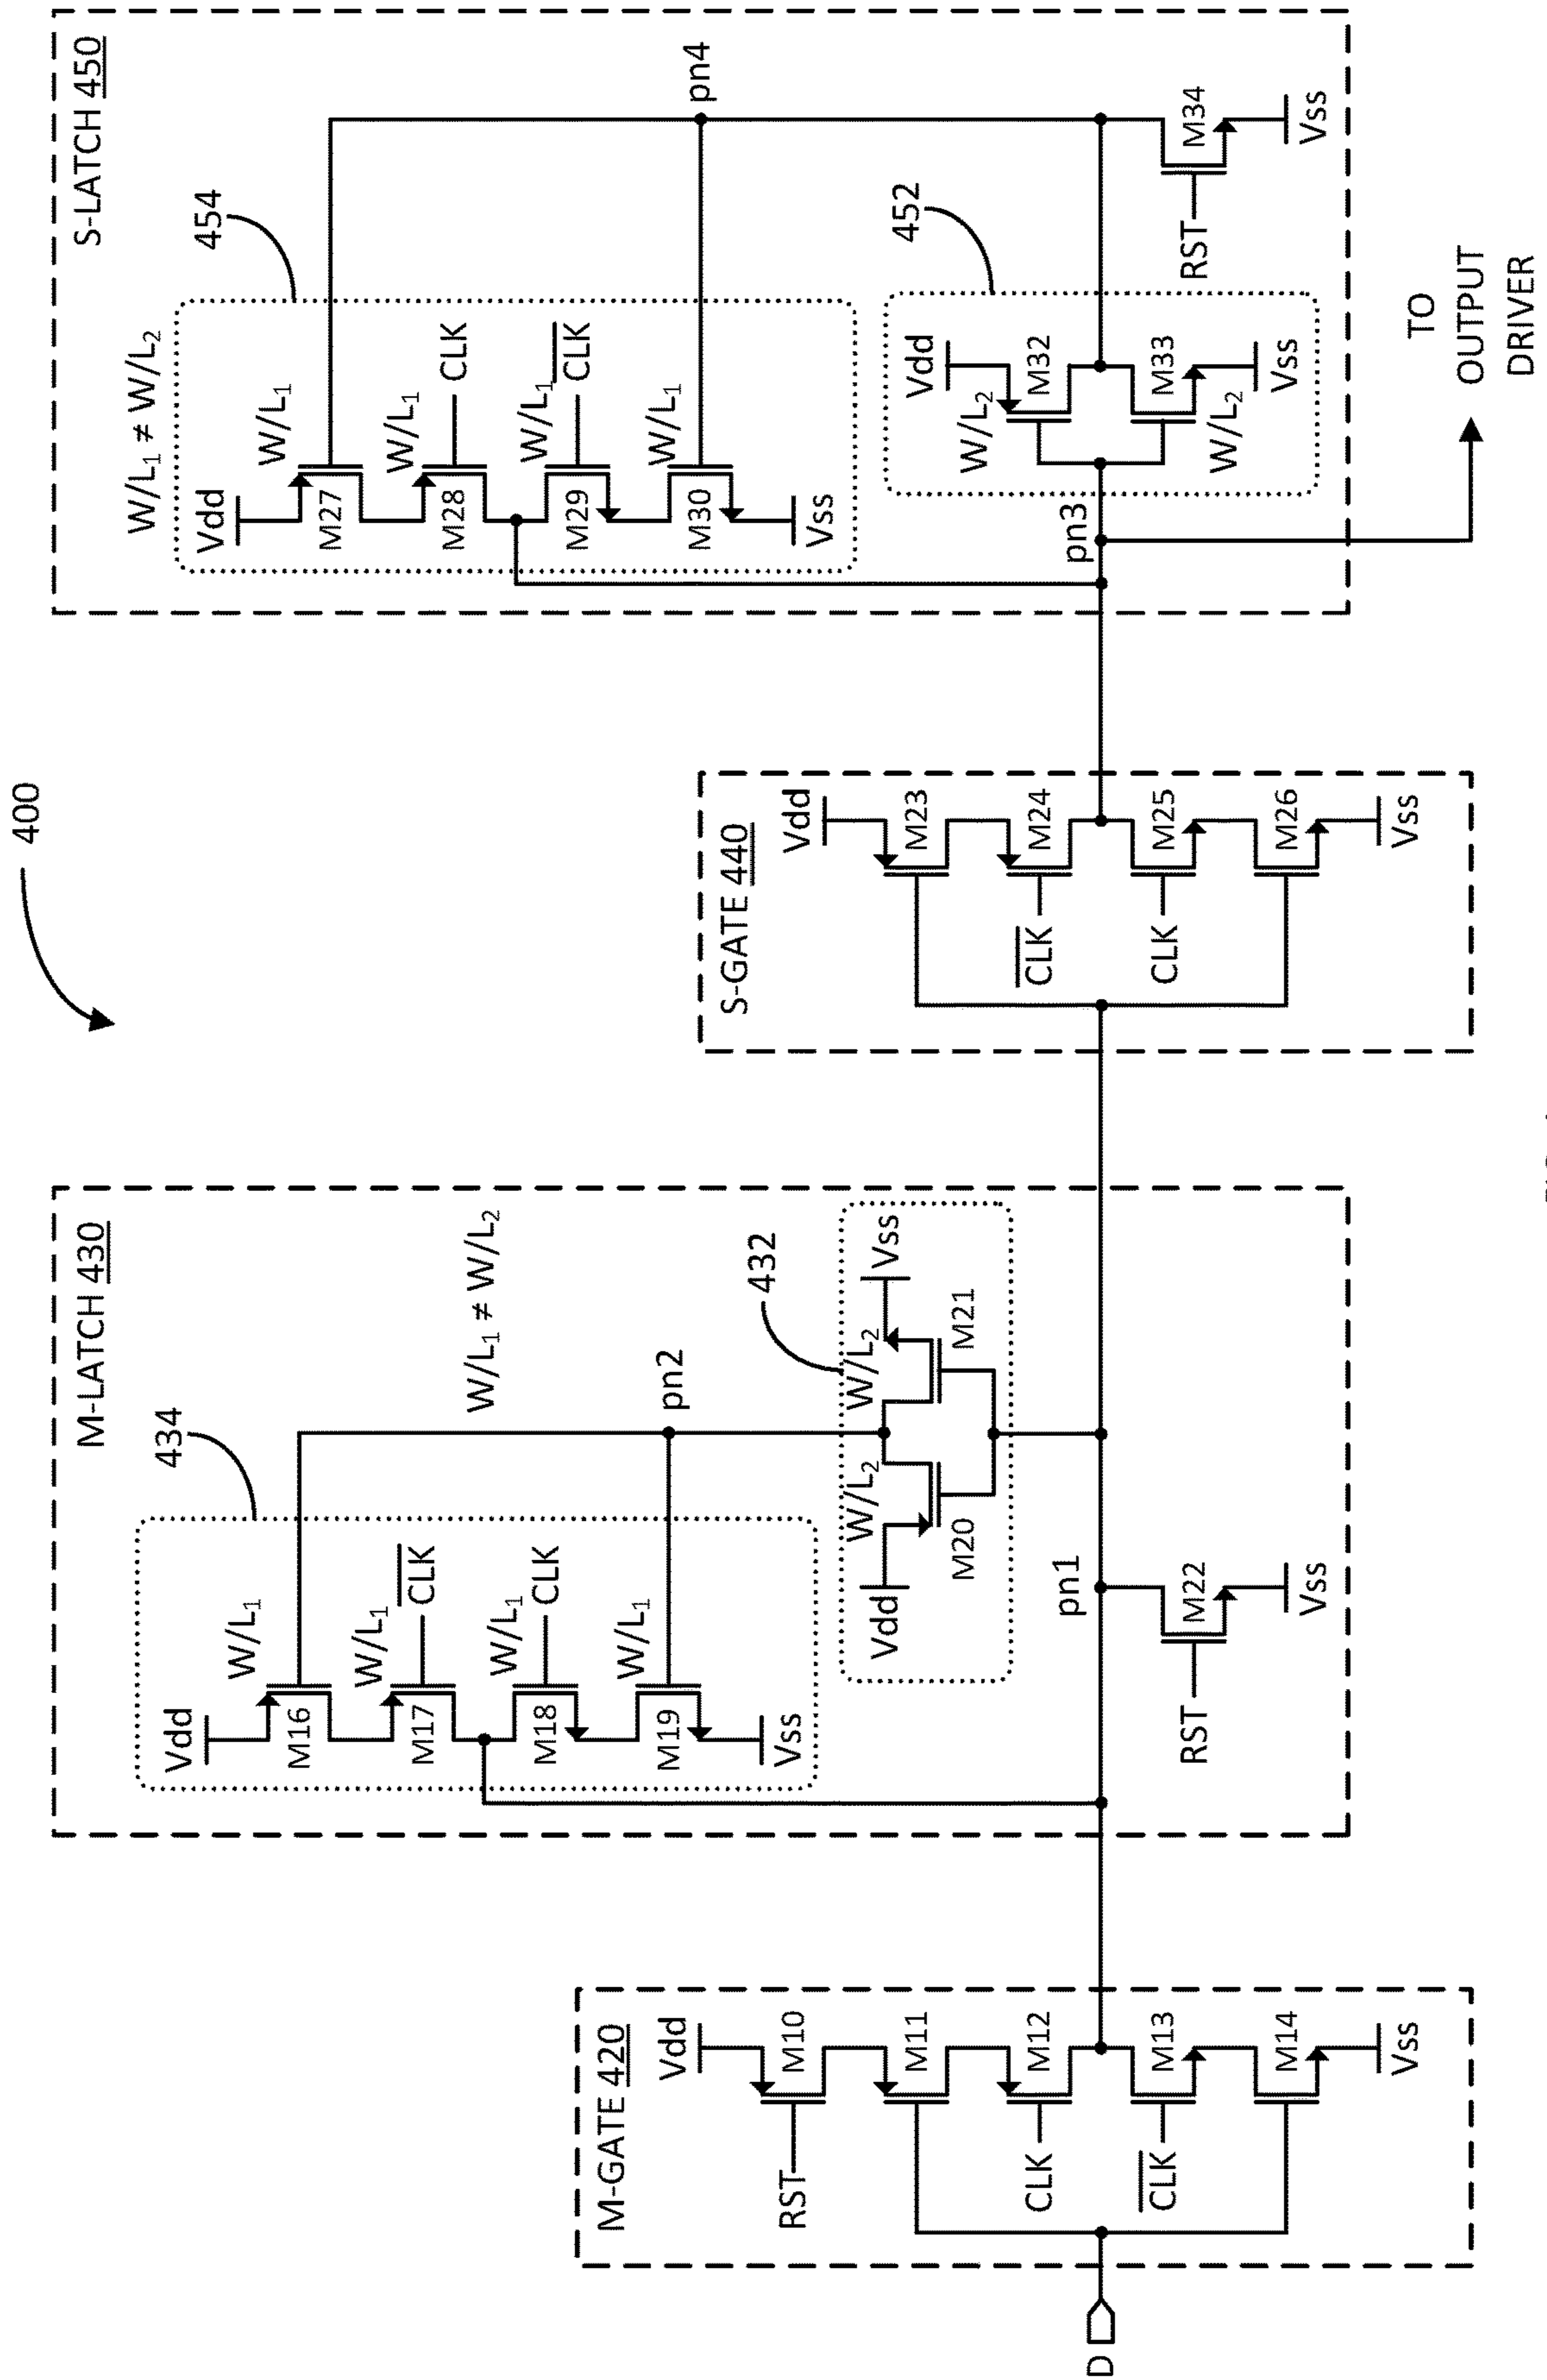 400
M-GATE 420
Vdd
RST
M10
M11
CLK
M12
C̅L̅K̅
M13
M14
Vss
D
M-LATCH 430
434
Vdd
W/L₁
M16
W/L₁
M17
C̅L̅K̅
W/L₁
M18
CLK
W/L₁
M19
Vss
pn2
W/L₁ ≠ W/L₂
432
Vdd
W/L₂
M20
W/L₂
M21
Vss
pn1
RST
M22
Vss
S-GATE 440
Vdd
M23
C̅L̅K̅
M24
CLK
M25
M26
Vss
S-LATCH 450
W/L₁ ≠ W/L₂
454
Vdd
W/L₁
M27
W/L₁
M28
CLK
W/L₁
M29
C̅L̅K̅
W/L₁
M30
Vss
pn4
452
Vdd
W/L₂
M32
W/L₂
M33
Vss
pn3
RST
M34
Vss
TO
OUTPUT
DRIVER